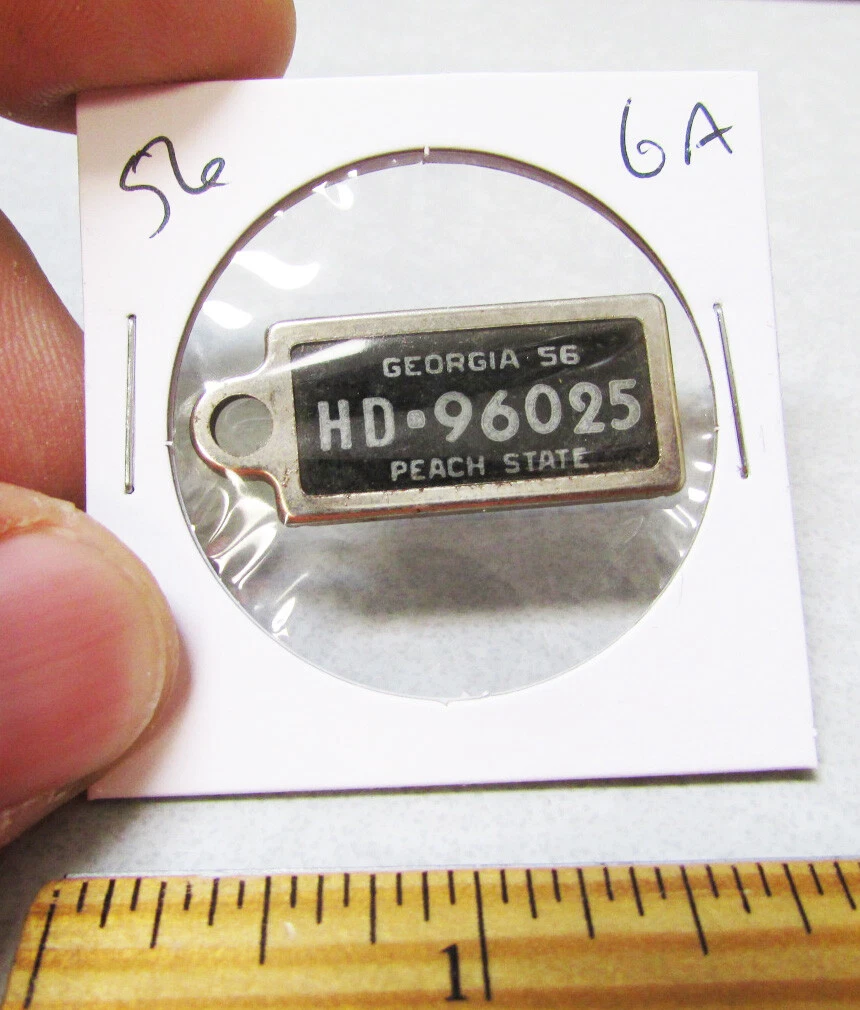 56
GA
GEORGIA 56
HD·96025
PEACH STATE
1